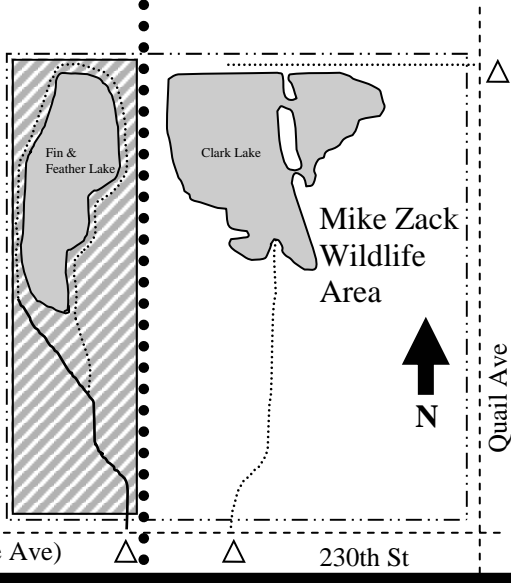 Fin &
Feather Lake
Clark Lake
Mike Zack
Wildlife
Area
N
Quail Ave
Ave)
230th St